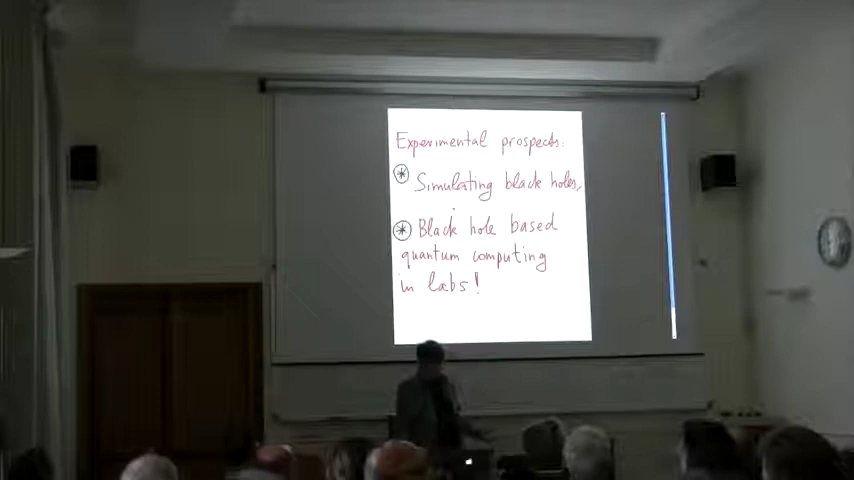 Experimental prospects:
Simulating black holes,
Black hole based
quantum computing
in labs!